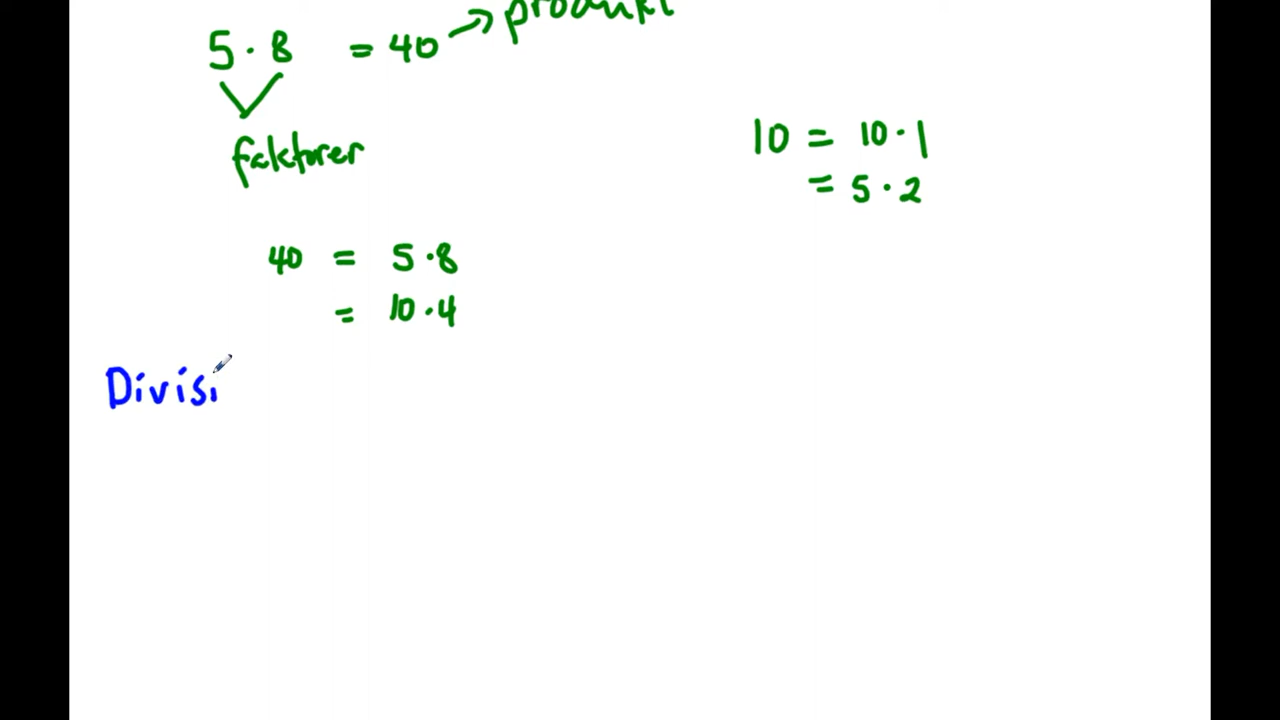 5 · 8 = 40 → produkt
faktorer
10 = 10 · 1
= 5 · 2
40 = 5 · 8
= 10 · 4
Divisi